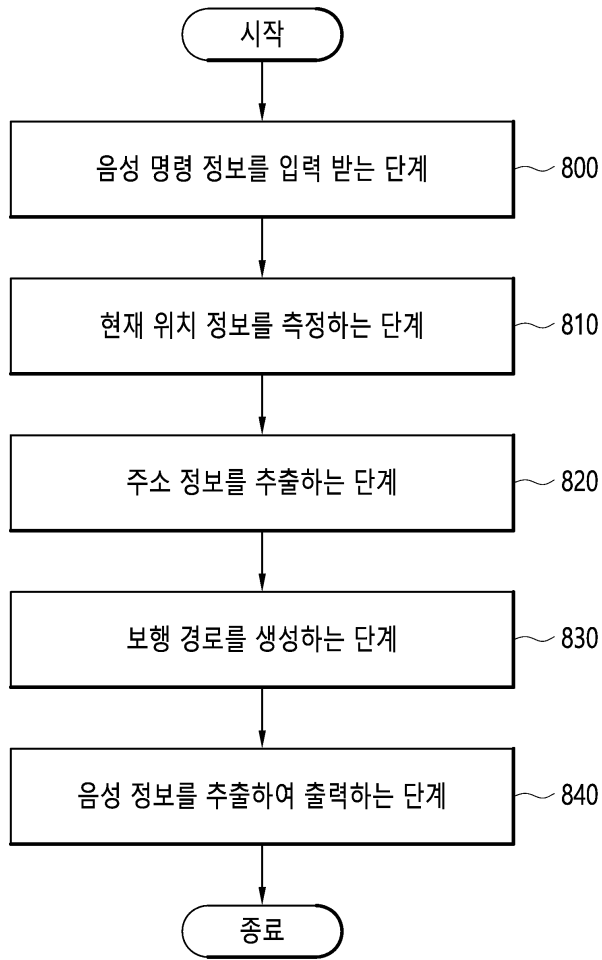 시작
음성 명령 정보를 입력 받는 단계
800
현재 위치 정보를 측정하는 단계
810
주소 정보를 추출하는 단계
820
보행 경로를 생성하는 단계
830
음성 정보를 추출하여 출력하는 단계
840
종료